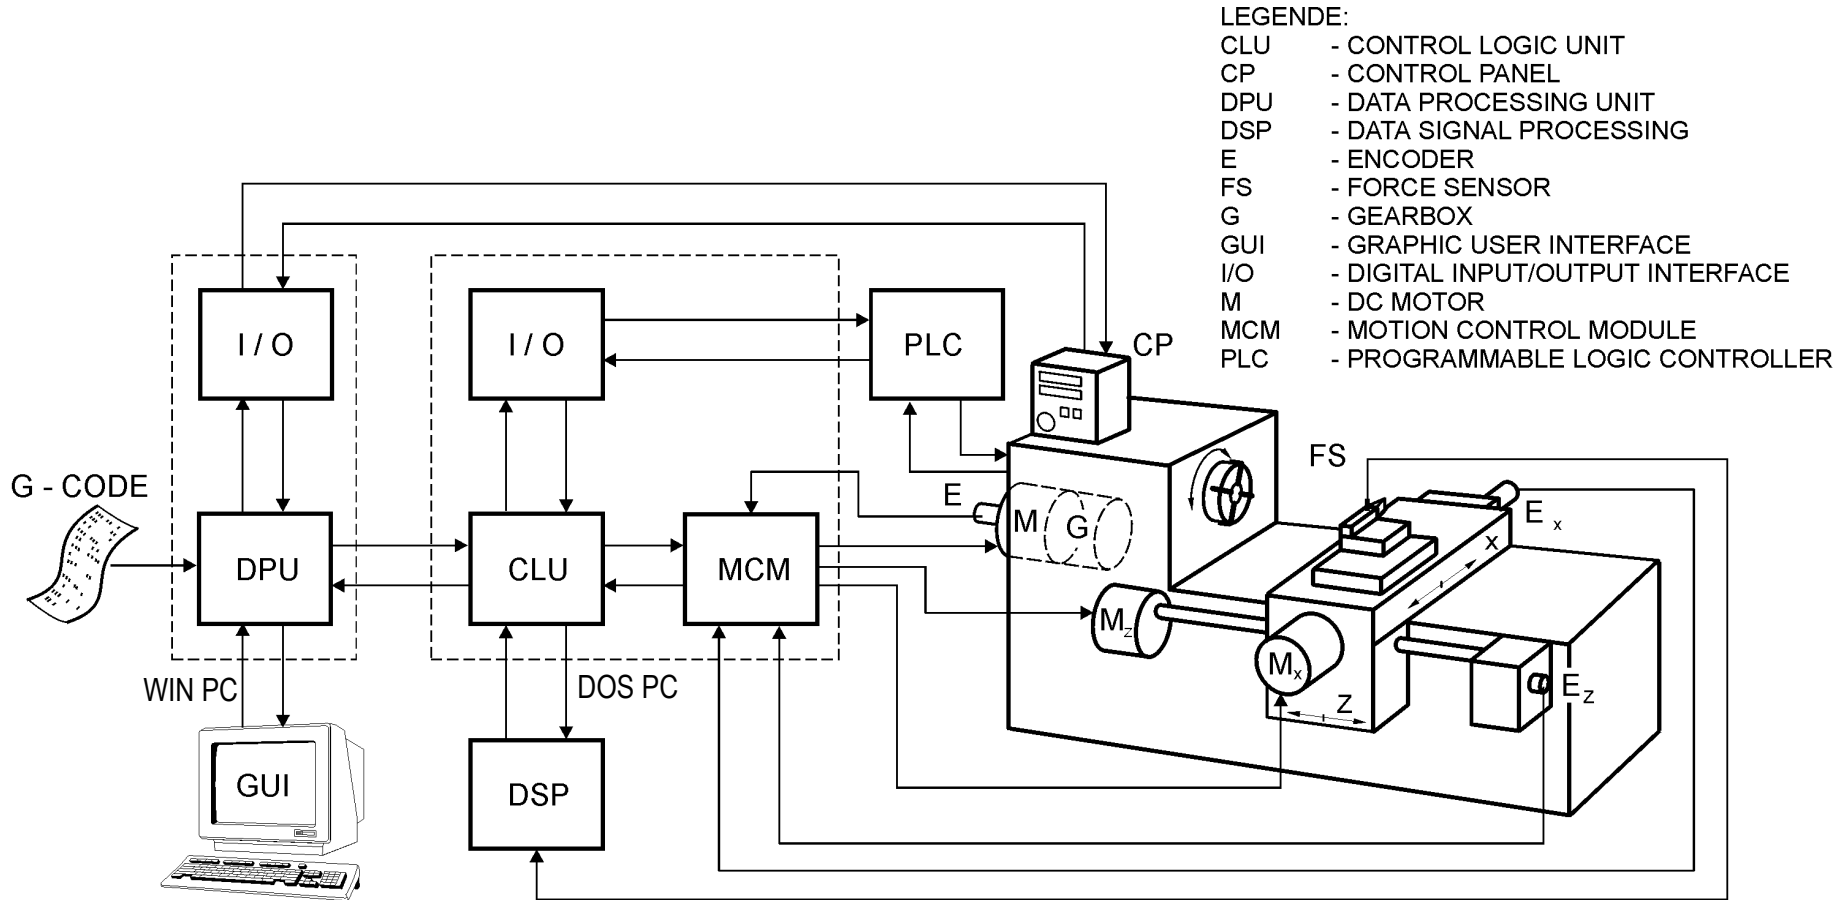 LEGENDE:
CLU - CONTROL LOGIC UNIT
CP - CONTROL PANEL
DPU - DATA PROCESSING UNIT
DSP - DATA SIGNAL PROCESSING
E - ENCODER
FS - FORCE SENSOR
G - GEARBOX
GUI - GRAPHIC USER INTERFACE
I/O - DIGITAL INPUT/OUTPUT INTERFACE
M - DC MOTOR
MCM - MOTION CONTROL MODULE
PLC - PROGRAMMABLE LOGIC CONTROLLER
I / O
I / O
PLC
CP
FS
G - CODE
E
M
G
Ex
X
DPU
CLU
MCM
Mz
Mx
Z
EZ
WIN PC
DOS PC
GUI
DSP